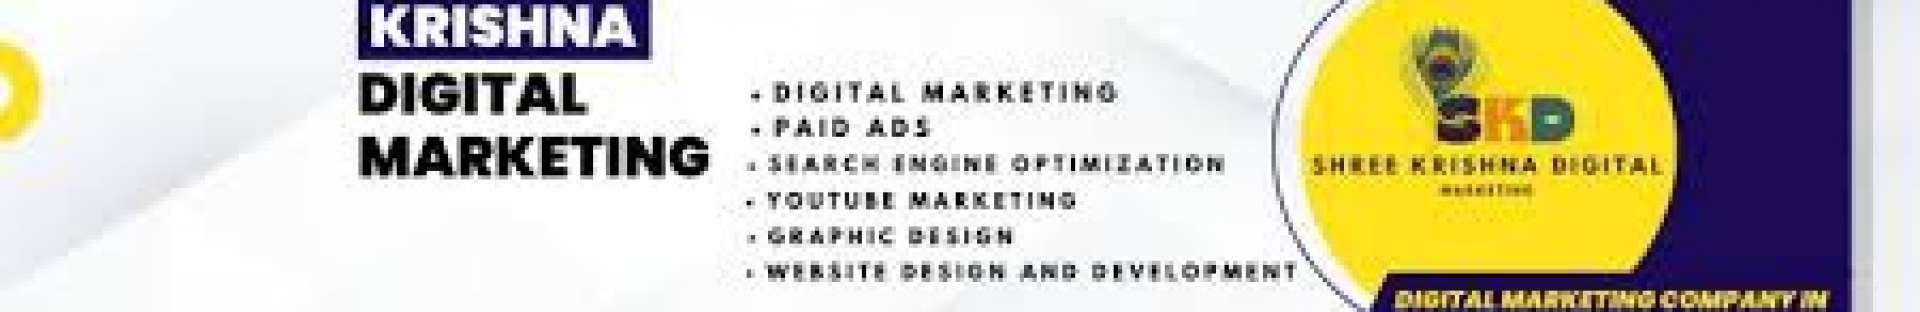 KRISHNA
DIGITAL
MARKETING
• DIGITAL MARKETING
• PAID ADS
• SEARCH ENGINE OPTIMIZATION
• YOUTUBE MARKETING
• GRAPHIC DESIGN
• WEBSITE DESIGN AND DEVELOPMENT
SKD
SHREE KRISHNA DIGITAL
MARKETING
DIGITAL MARKETING COMPANY IN